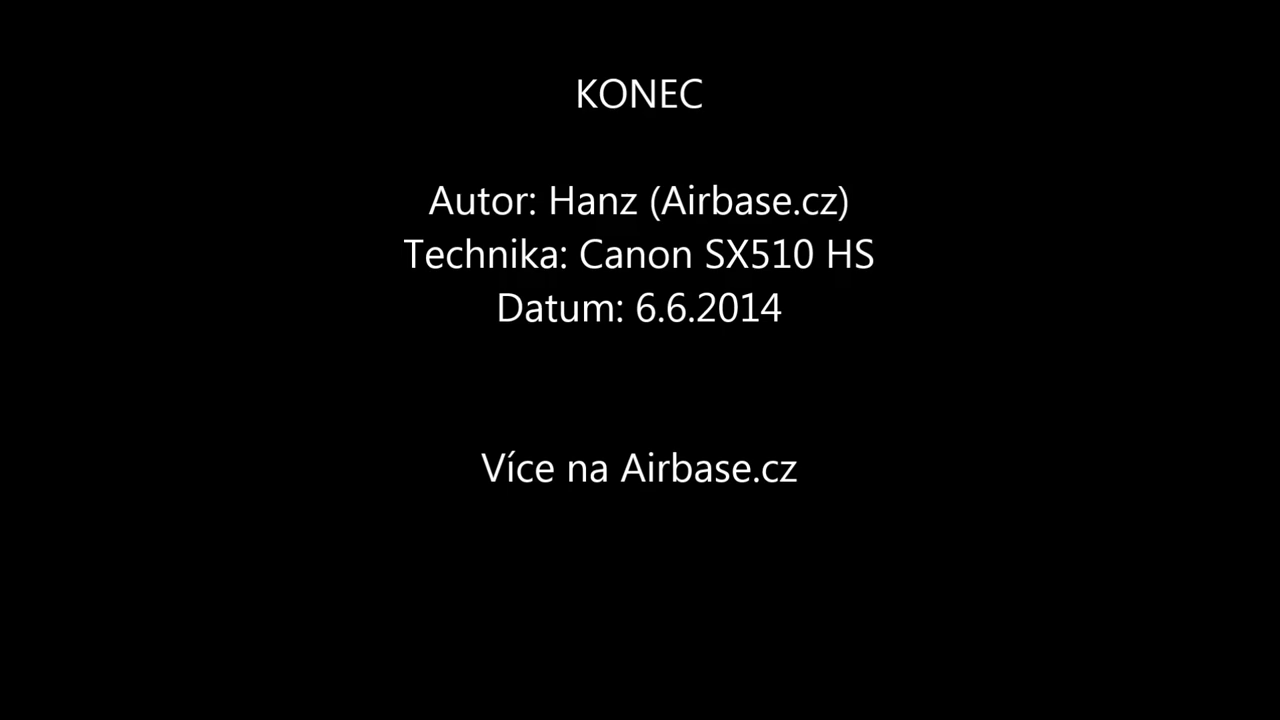 KONEC
Autor: Hanz (Airbase.cz)
Technika: Canon SX510 HS
Datum: 6.6.2014
Více na Airbase.cz